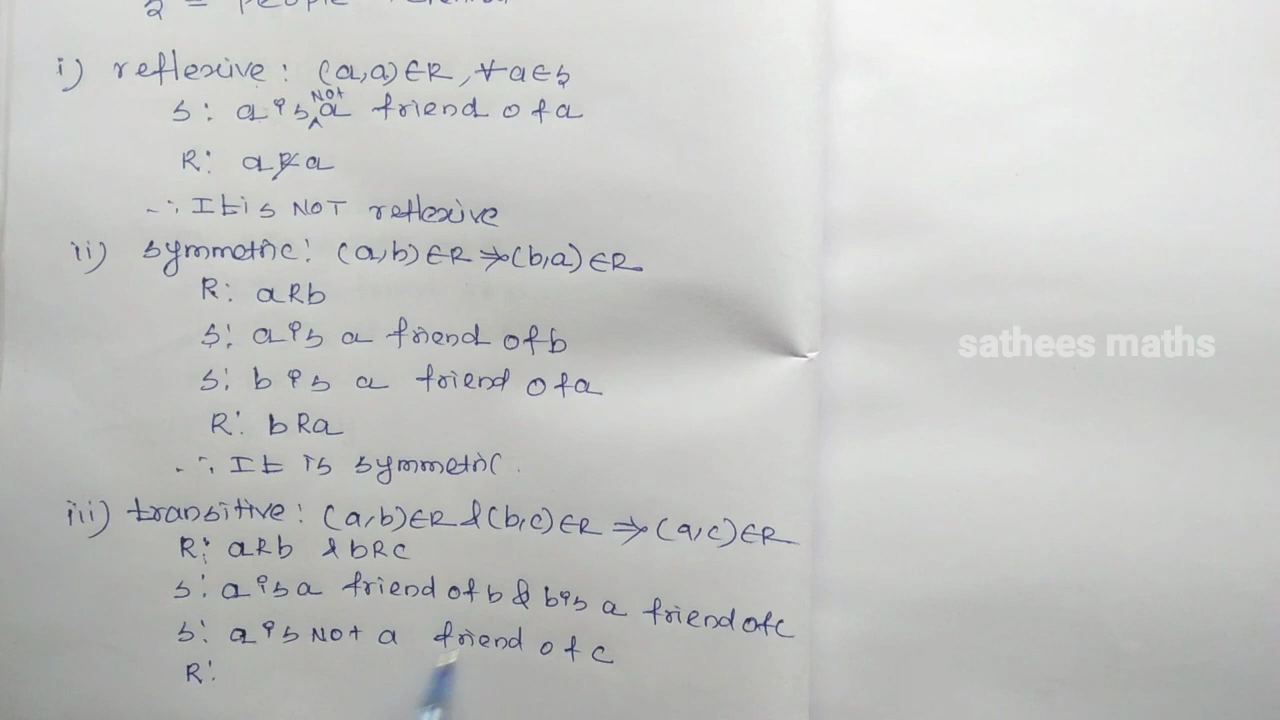 2 = people
i) reflexive : (a,a)∈R, ∀a∈S
S: a is NOT a friend of a
R: a R̸ a
∴ It is NOT reflexive
ii) symmetric: (a,b)∈R ⇒ (b,a)∈R
R: aRb
S: a is a friend of b
S: b is a friend of a
R: bRa
∴ It is symmetric.
iii) transitive: (a,b)∈R & (b,c)∈R ⇒ (a,c)∈R
R: aRb & bRc
S: a is a friend of b & b is a friend of c
S: a is NOT a friend of c
R:
sathees maths